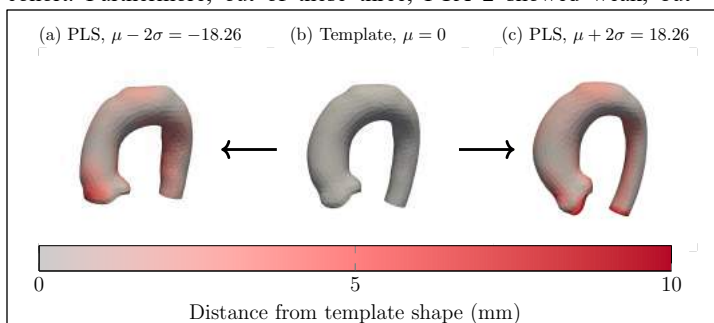 (a) PLS, μ − 2σ = −18.26 (b) Template, μ = 0 (c) PLS, μ + 2σ = 18.26
0 5 10
Distance from template shape (mm)